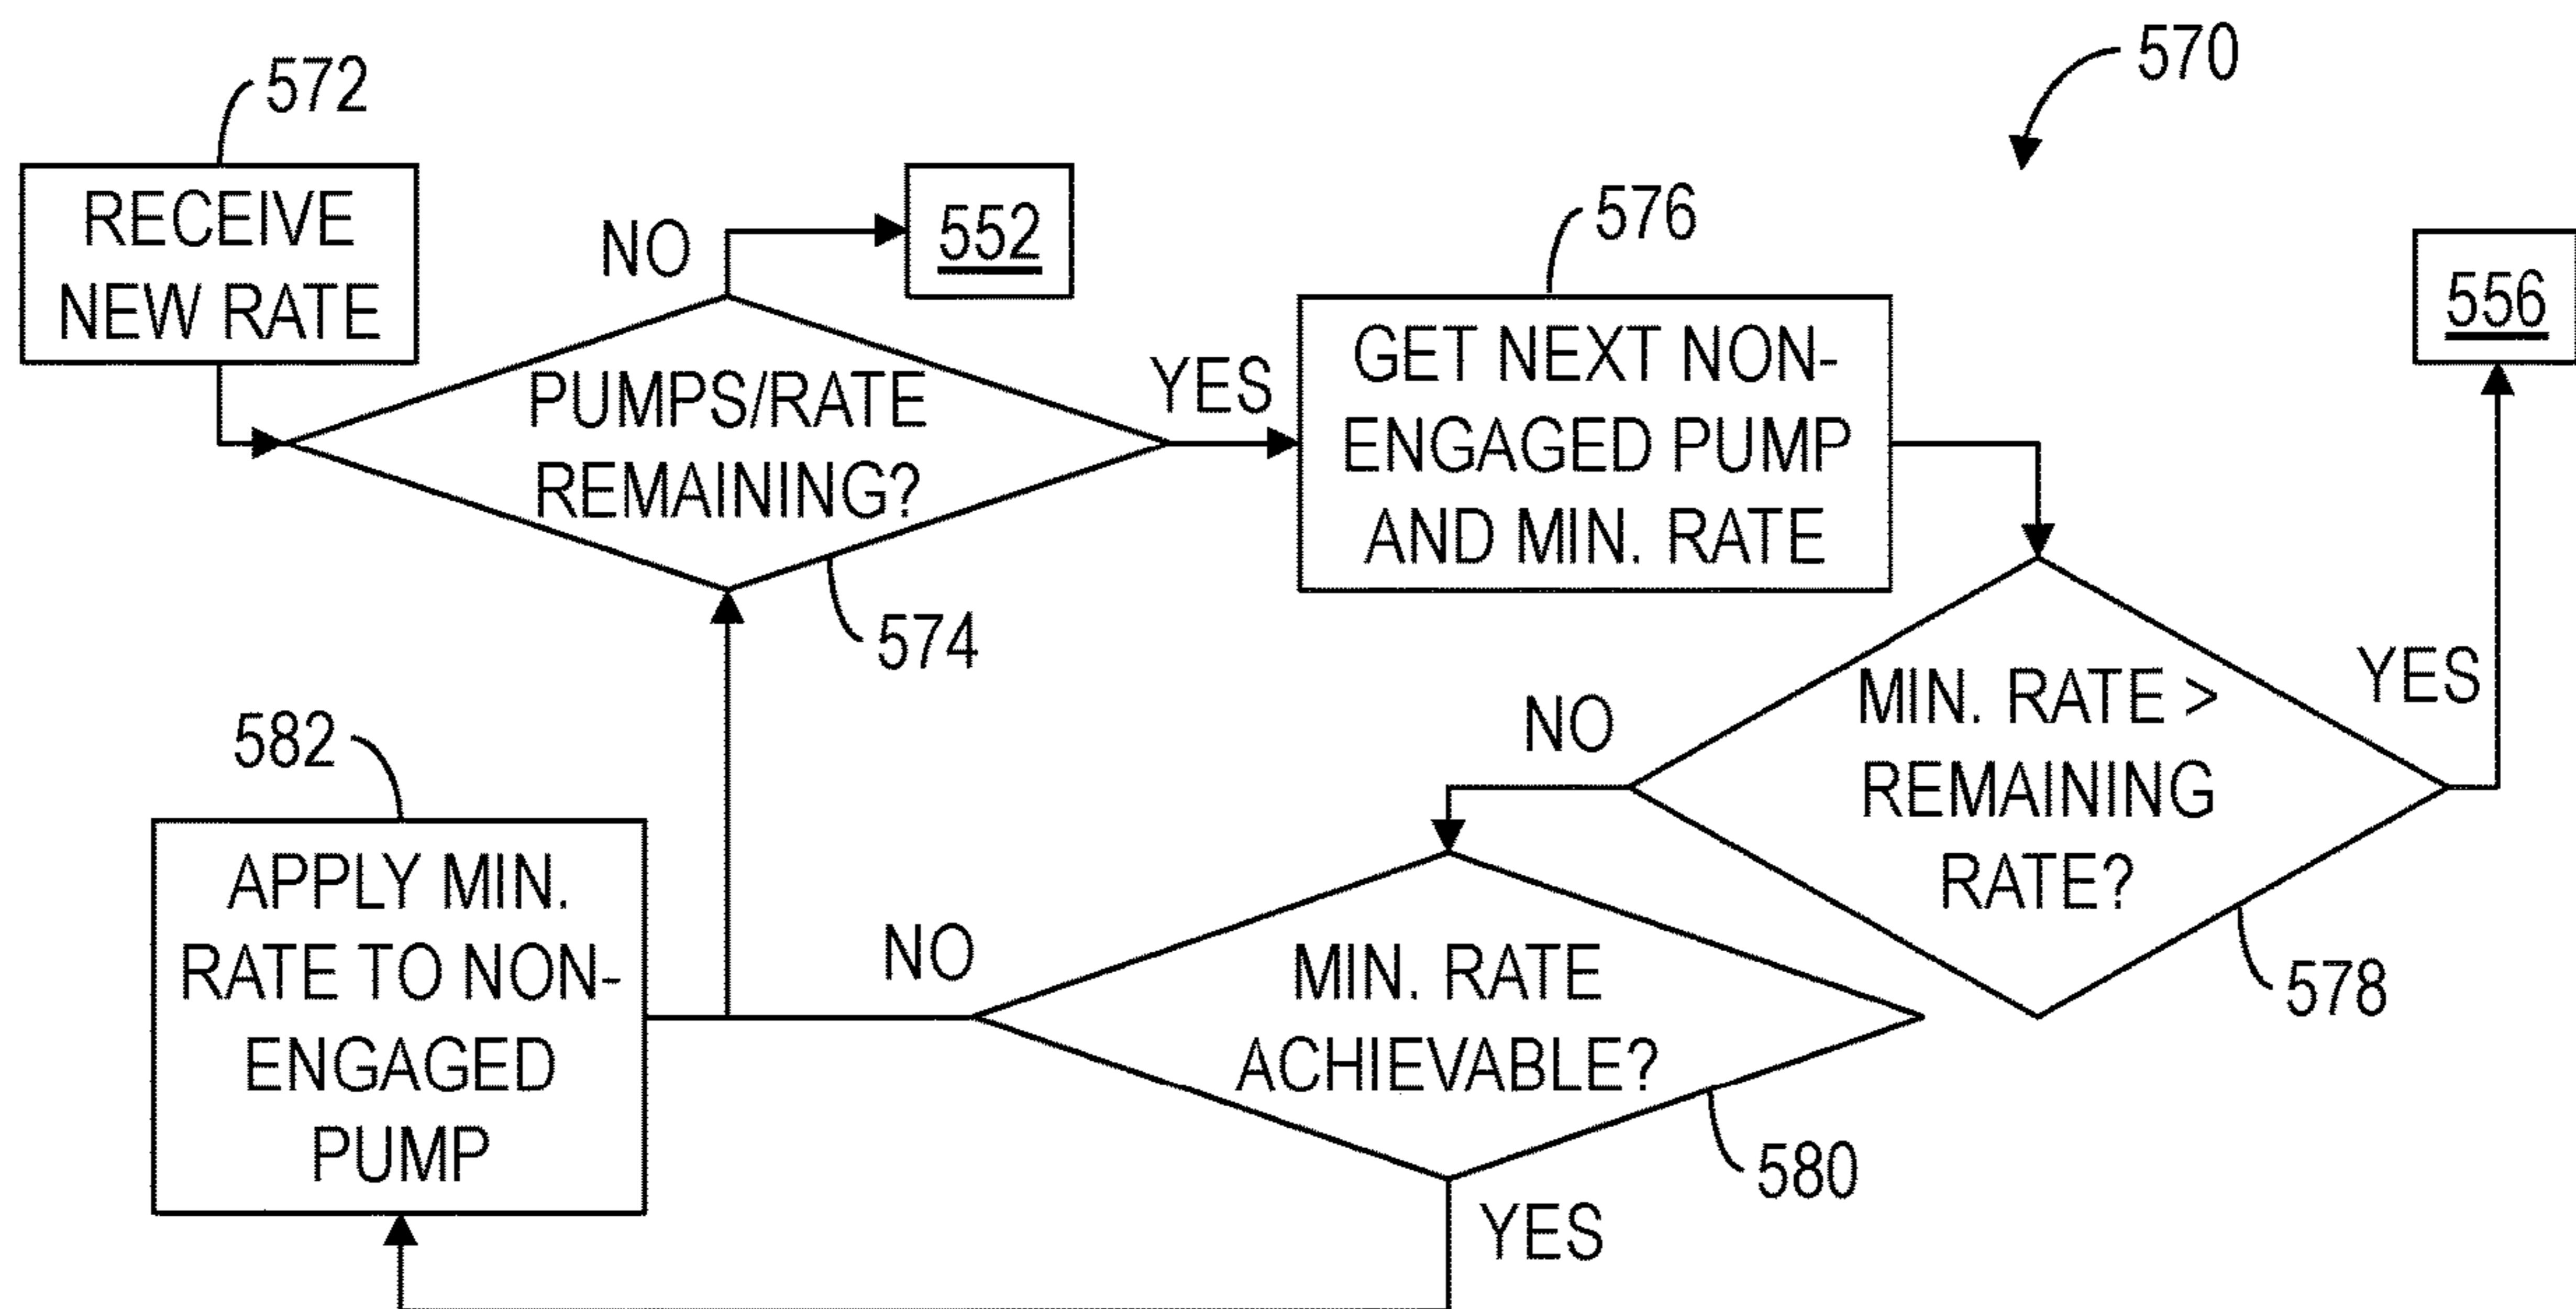 570
572
RECEIVE
NEW RATE
NO
552
PUMPS/RATE
REMAINING?
574
YES
576
GET NEXT NON-
ENGAGED PUMP
AND MIN. RATE
556
YES
MIN. RATE >
REMAINING
RATE?
578
NO
MIN. RATE
ACHIEVABLE?
580
NO
YES
582
APPLY MIN.
RATE TO NON-
ENGAGED
PUMP